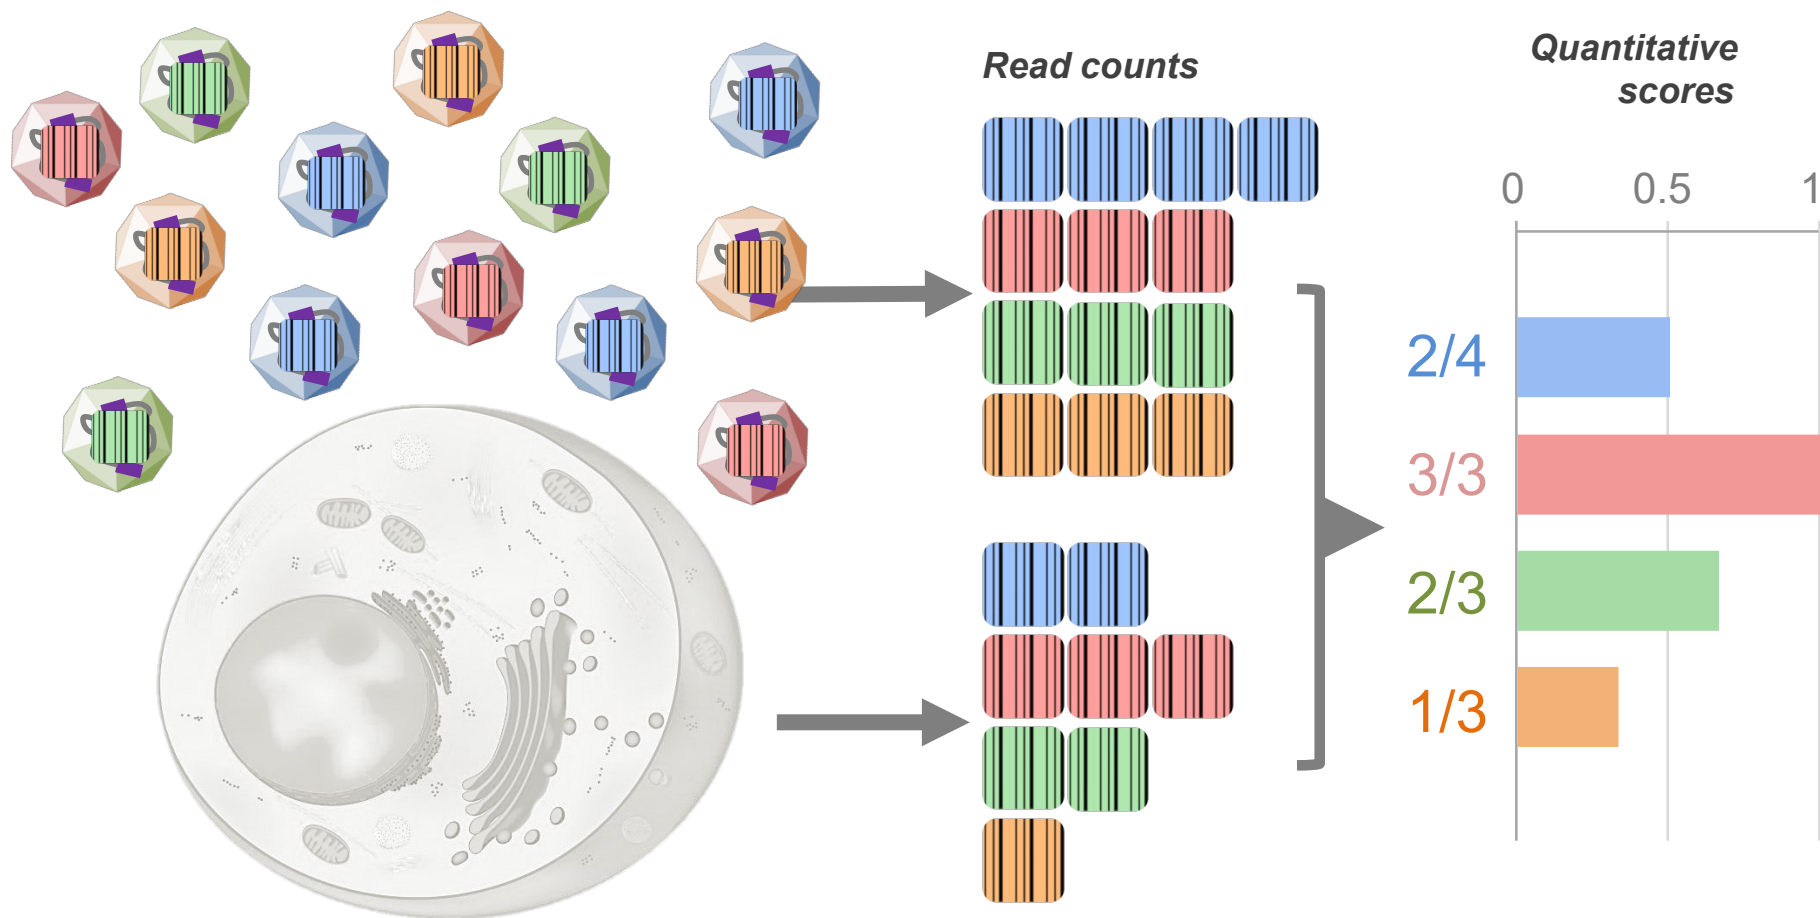 Read counts
Quantitative
scores
0 0.5 1
2/4
3/3
2/3
1/3